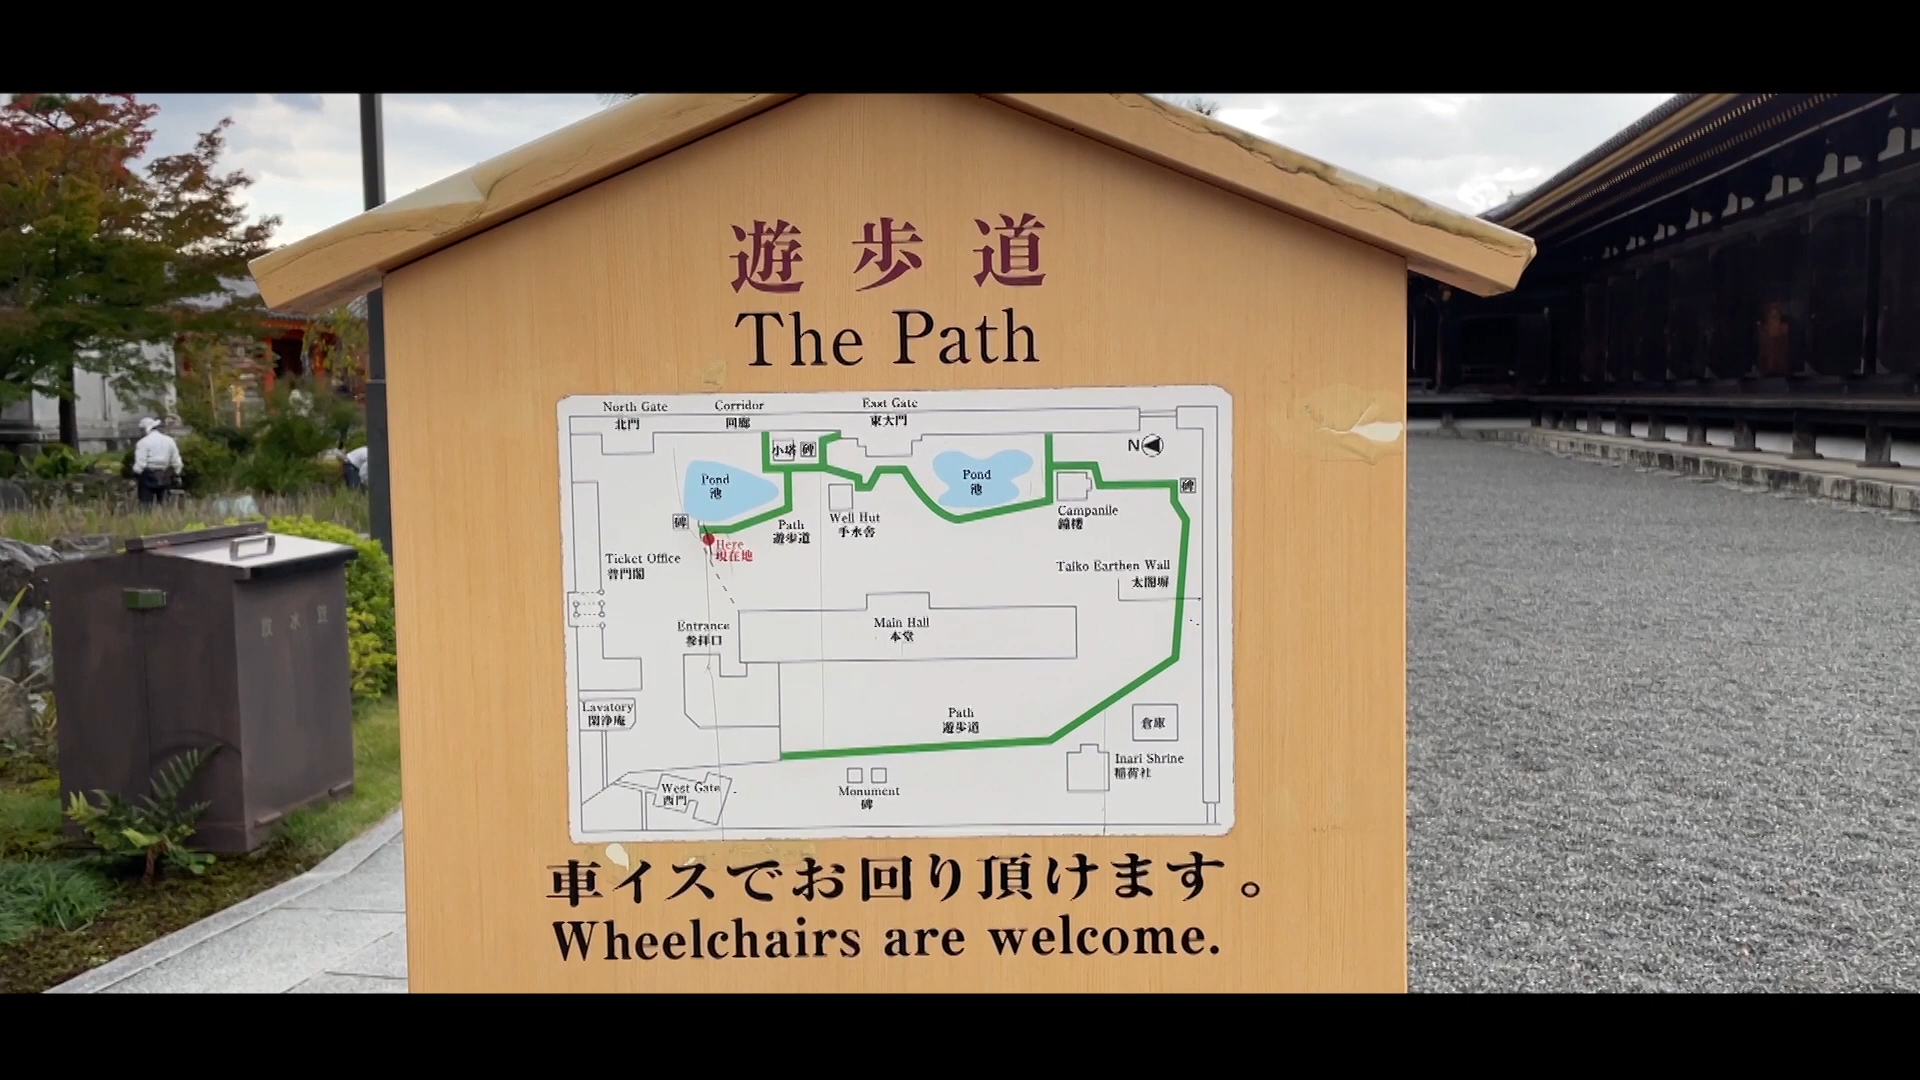 遊歩道
The Path
North Gate
北門
Corridor
回廊
East Gate
東大門
小塔
碑
N
Pond
池
Pond
池
碑
碑
Well Hut
手水舎
Path
遊歩道
Campanile
鐘楼
Here
現在地
Ticket Office
普門閣
Taiko Earthen Wall
太閤塀
Entrance
参拝口
Main Hall
本堂
Lavatory
閑浄庵
Path
遊歩道
倉庫
Inari Shrine
稲荷社
West Gate
西門
Monument
碑
車イスでお回り頂けます。
Wheelchairs are welcome.